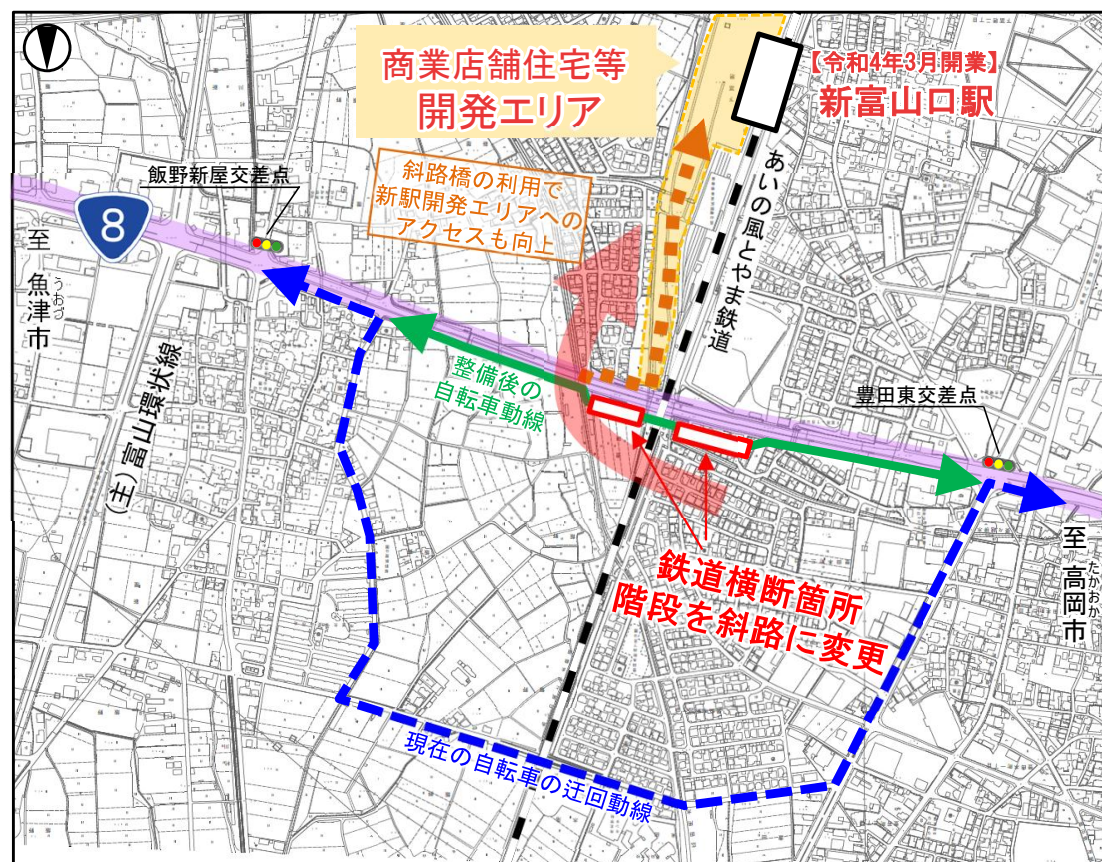 商業店舗住宅等
開発エリア
【令和4年3月開業】
新富山口駅
飯野新屋交差点
斜路橋の利用で
新駅開発エリアへの
アクセスも向上
あいの風とやま鉄道
8
至
魚津市
うおづ
(主)富山環状線
整備後の
自転車動線
豊田東交差点
至
高岡市
たかおか
鉄道横断箇所
階段を斜路に変更
現在の自転車の迂回動線